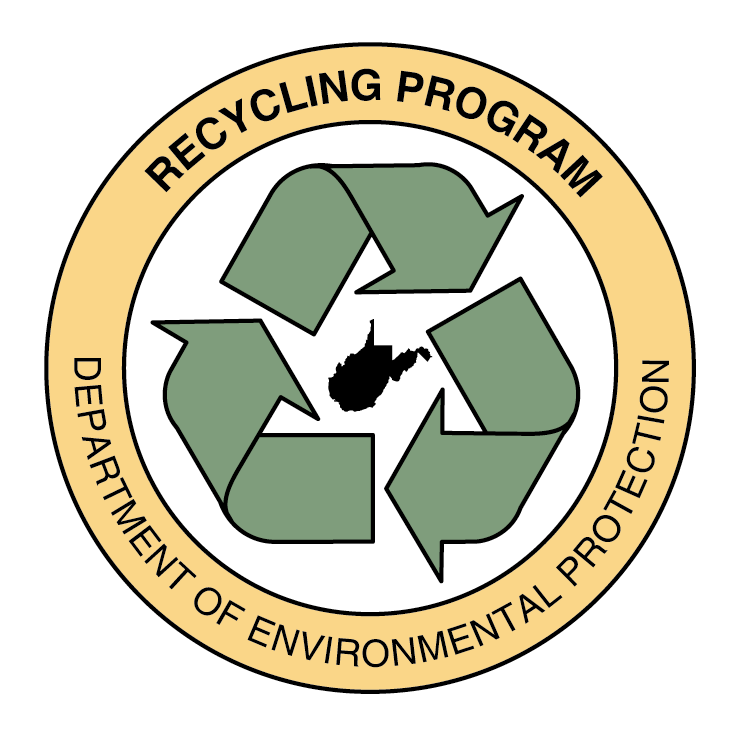 RECYCLING PROGRAM
DEPARTMENT OF ENVIRONMENTAL PROTECTION